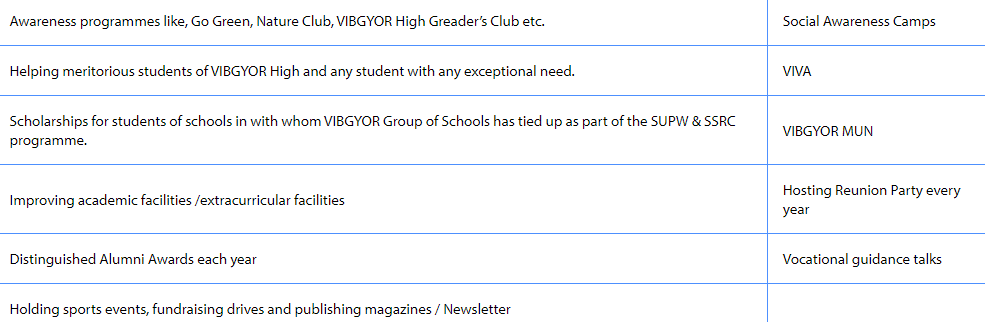 Awareness programmes like, Go Green, Nature Club, VIBGYOR High Greader’s Club etc.
Social Awareness Camps
Helping meritorious students of VIBGYOR High and any student with any exceptional need.
VIVA
Scholarships for students of schools in with whom VIBGYOR Group of Schools has tied up as part of the SUPW & SSRC
programme.
VIBGYOR MUN
Improving academic facilities /extracurricular facilities
Hosting Reunion Party every
year
Distinguished Alumni Awards each year
Vocational guidance talks
Holding sports events, fundraising drives and publishing magazines / Newsletter